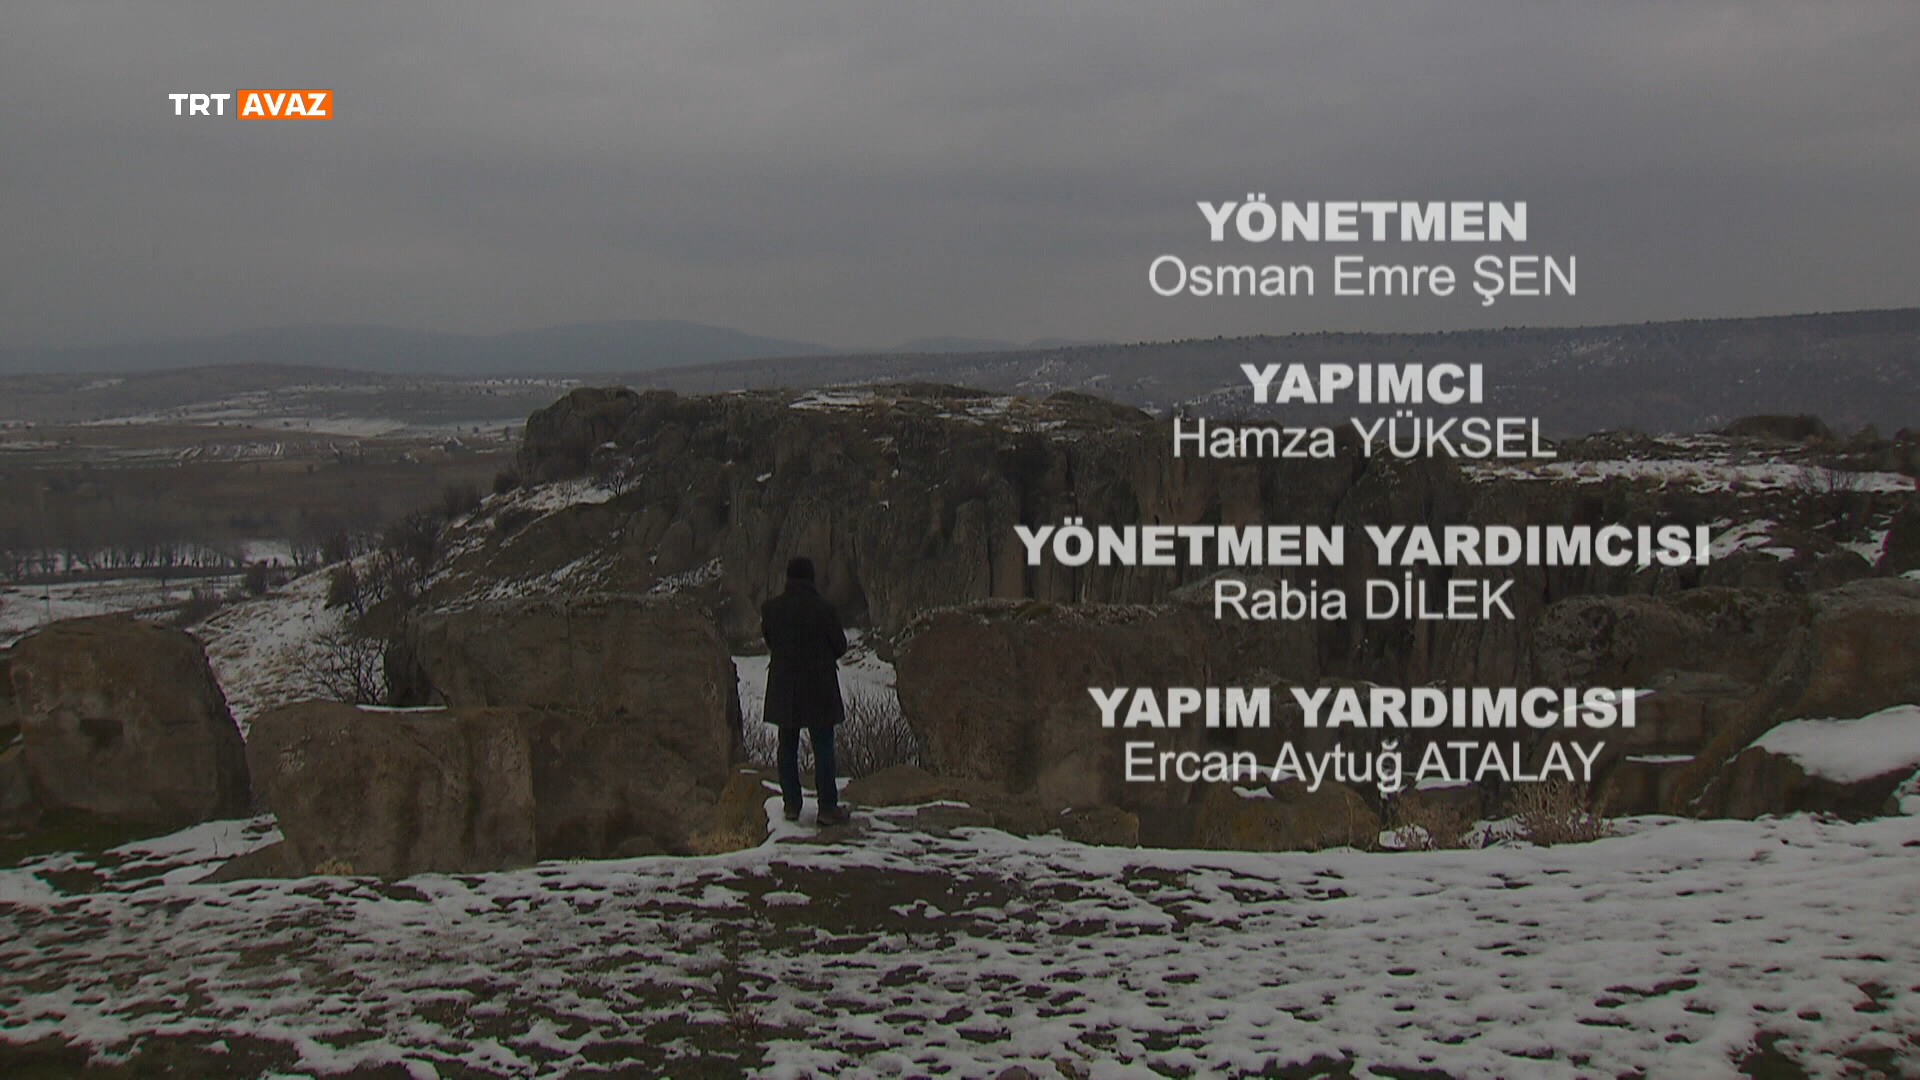 TRT AVAZ
YÖNETMEN
Osman Emre ŞEN
YAPIMCI
Hamza YÜKSEL
YÖNETMEN YARDIMCISI
Rabia DİLEK
YAPIM YARDIMCISI
Ercan Aytuğ ATALAY